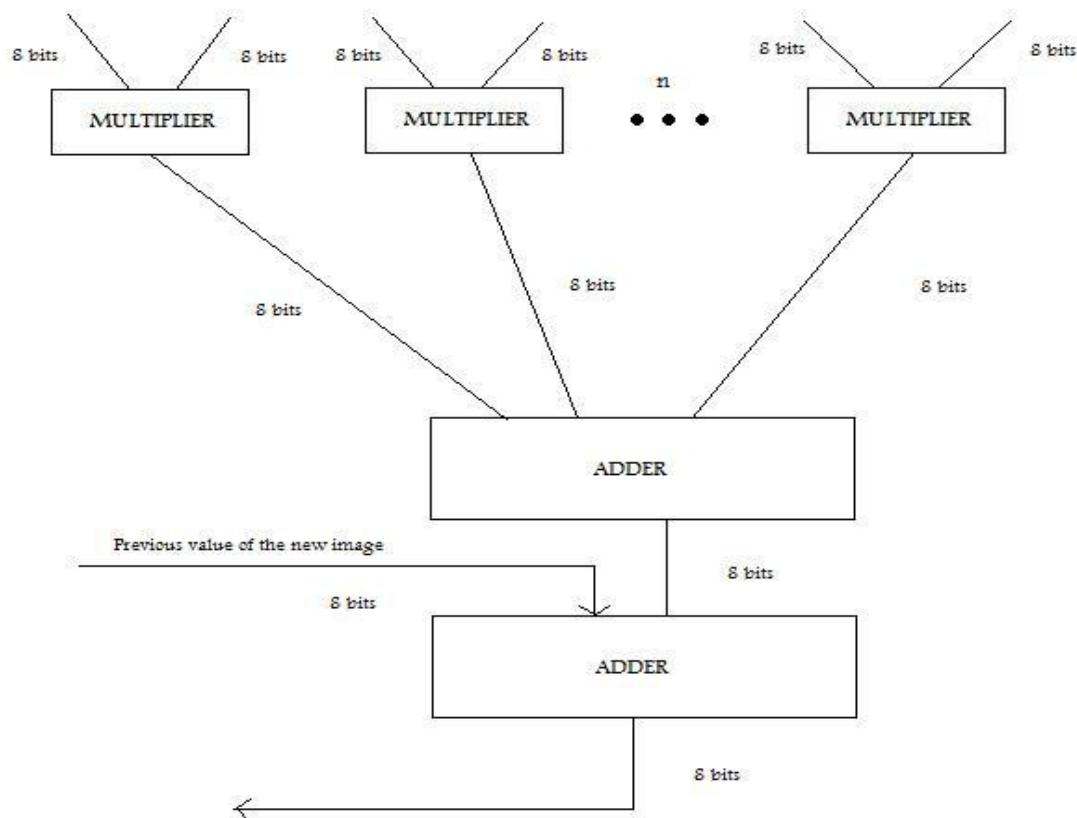 8 bits
8 bits
8 bits
8 bits
8 bits
8 bits
n
MULTIPLIER
MULTIPLIER
MULTIPLIER
8 bits
8 bits
8 bits
ADDER
Previous value of the new image
8 bits
8 bits
ADDER
8 bits